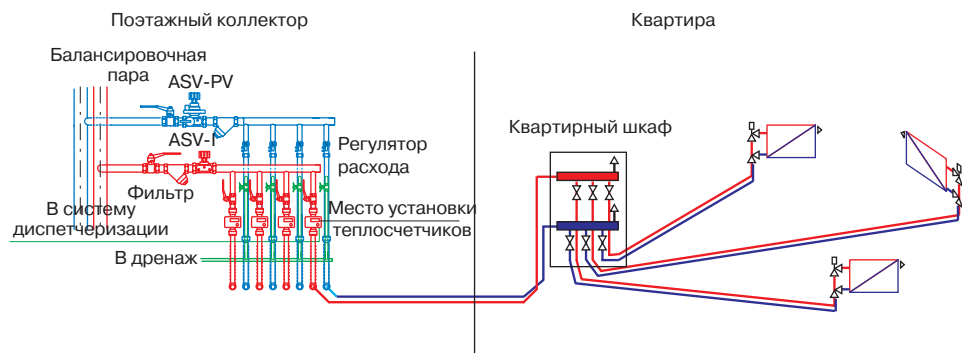 Поэтажный коллектор
Квартира
Балансировочная
пара
ASV-PV
ASV-I
Фильтр
Регулятор
расхода
Квартирный шкаф
В систему
диспетчеризации
Место установки
теплосчетчиков
В дренаж